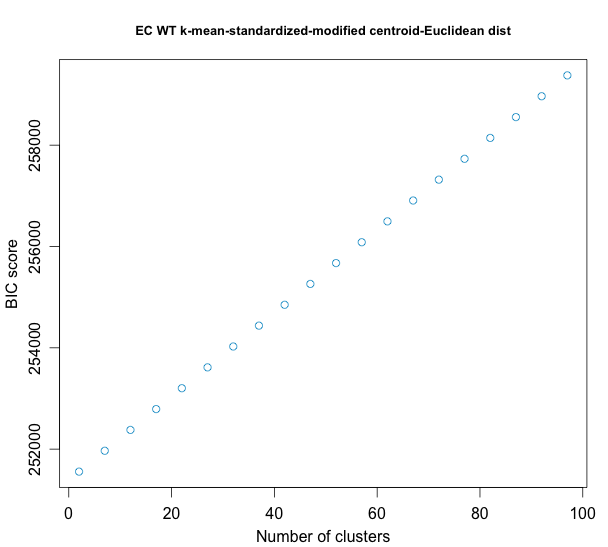 EC WT k-mean-standardized-modified centroid-Euclidean dist
258000
256000
254000
252000
BIC score
0 20 40 60 80 100
Number of clusters